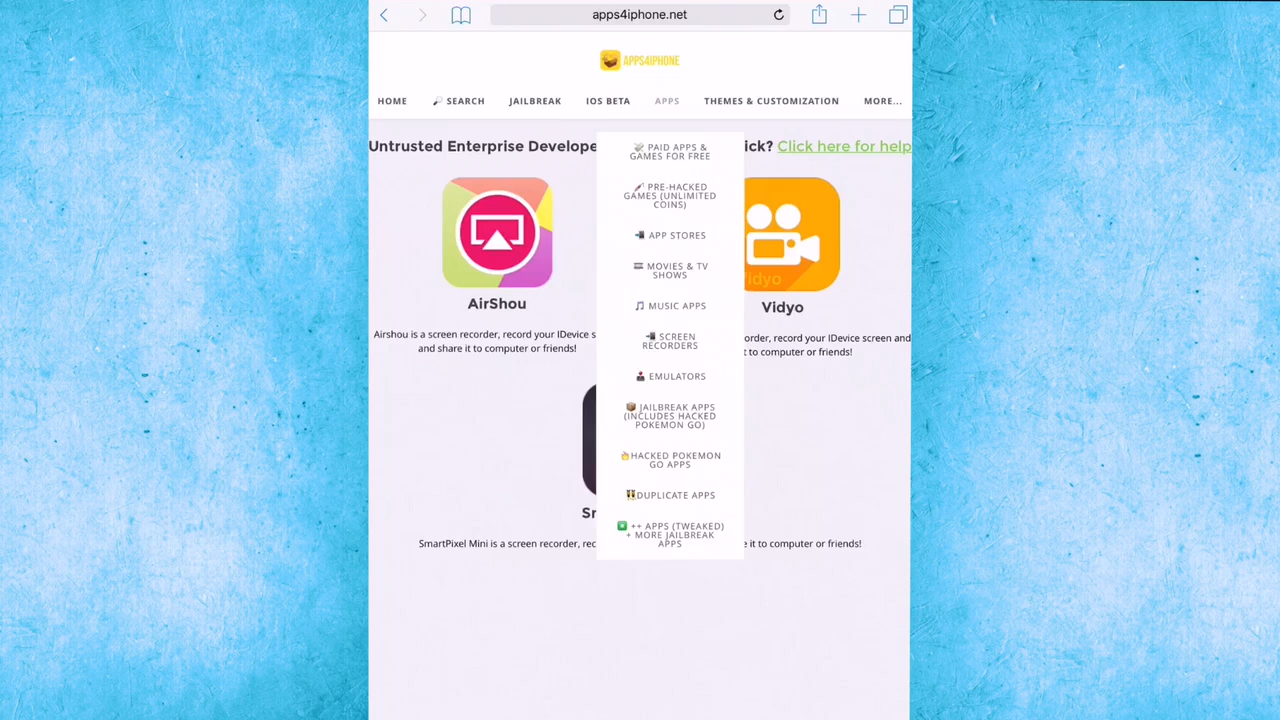 apps4iphone.net
APPS4IPHONE
HOME SEARCH JAILBREAK IOS BETA APPS THEMES & CUSTOMIZATION MORE...
Untrusted Enterprise Develope ick? Click here for help
PAID APPS &
GAMES FOR FREE
PRE-HACKED
GAMES (UNLIMITED
COINS)
APP STORES
MOVIES & TV
SHOWS
MUSIC APPS
SCREEN
RECORDERS
EMULATORS
JAILBREAK APPS
(INCLUDES HACKED
POKEMON GO)
HACKED POKEMON
GO APPS
DUPLICATE APPS
++ APPS (TWEAKED)
+ MORE JAILBREAK
APPS
AirShou
Airshou is a screen recorder, record your IDevice s
and share it to computer or friends!
Vidyo
Vidyo
order, record your IDevice screen and
it to computer or friends!
Sm
SmartPixel Mini is a screen recorder, rec e it to computer or friends!